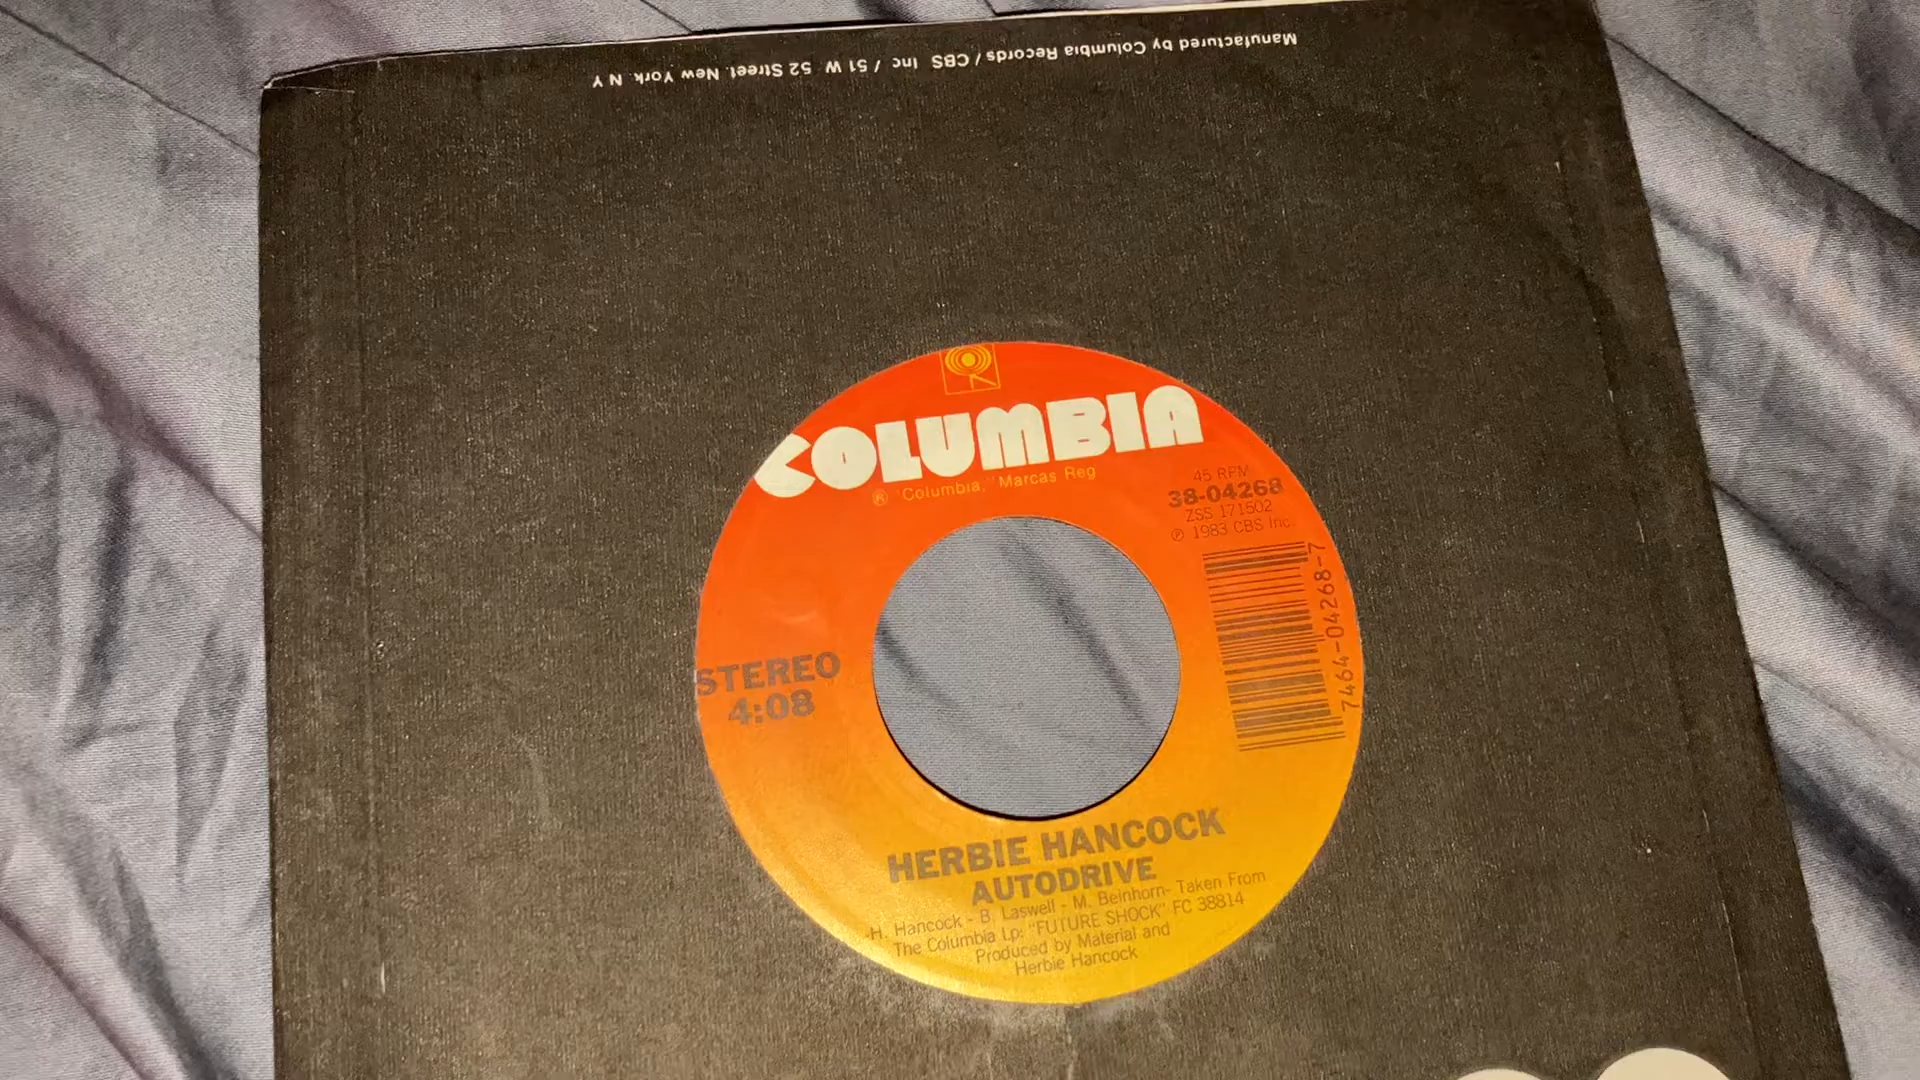 Manufactured by Columbia Records / CBS Inc / 51 W 52 Street, New York, N Y
COLUMBIA
® "Columbia," Marcas Reg
45 RPM
38-04268
ZSS 171502
℗ 1983 CBS Inc.
7464-04268-7
STEREO
4:08
HERBIE HANCOCK
AUTODRIVE
-H. Hancock - B. Laswell - M. Beinhorn- Taken From
The Columbia Lp: "FUTURE SHOCK" FC 38814
Produced by Material and
Herbie Hancock